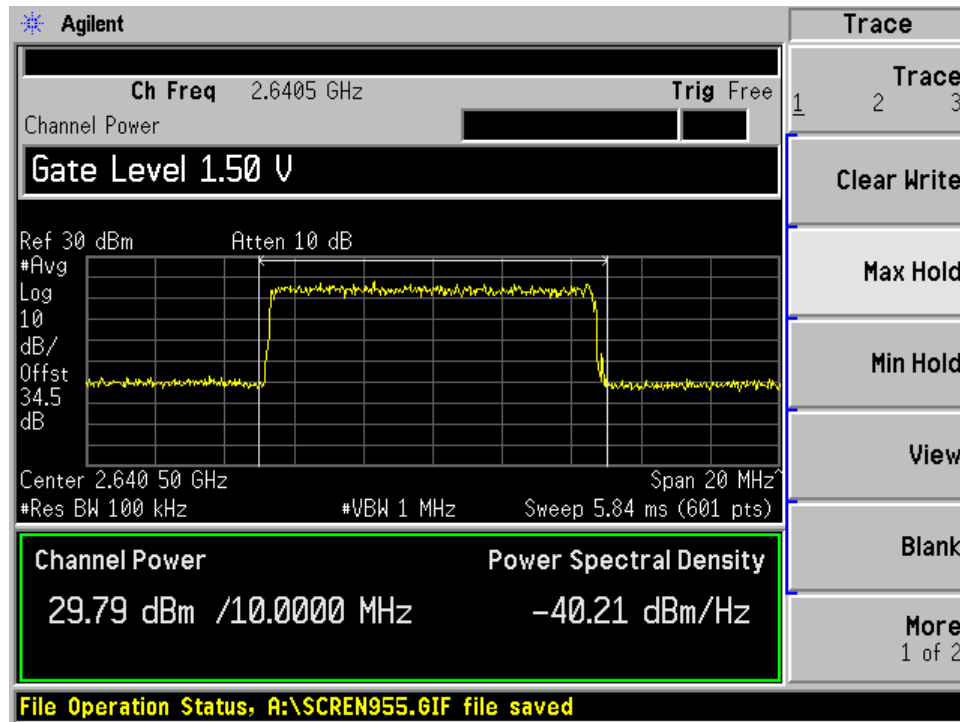 Agilent
Trace
Ch Freq 2.6405 GHz Trig Free
Channel Power
Gate Level 1.50 V
Ref 30 dBm Atten 10 dB
#Avg
Log
10
dB/
Offst
34.5
dB
Center 2.640 50 GHz Span 20 MHz^
#Res BW 100 kHz #VBW 1 MHz Sweep 5.84 ms (601 pts)
Channel Power Power Spectral Density
29.79 dBm /10.0000 MHz -40.21 dBm/Hz
File Operation Status, A:\SCREN955.GIF file saved
Trace
1 2 3
Clear Write
Max Hold
Min Hold
View
Blank
More
1 of 2